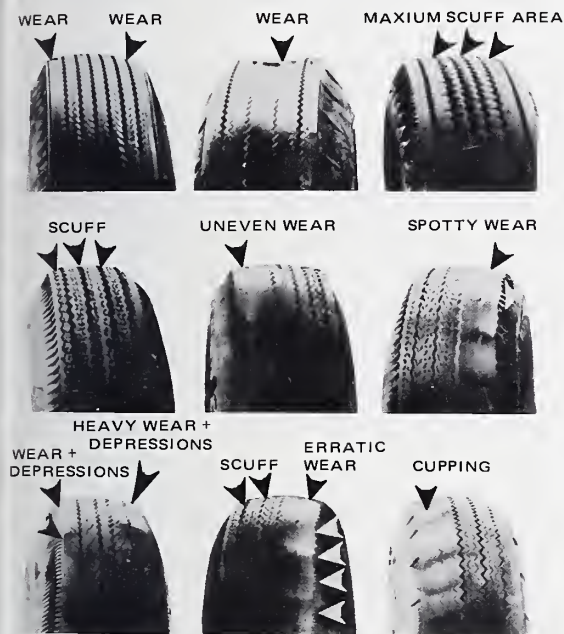 WEAR WEAR
WEAR
MAXIUM SCUFF AREA
SCUFF
UNEVEN WEAR
SPOTTY WEAR
WEAR +
DEPRESSIONS
HEAVY WEAR +
DEPRESSIONS
SCUFF
ERRATIC
WEAR
CUPPING